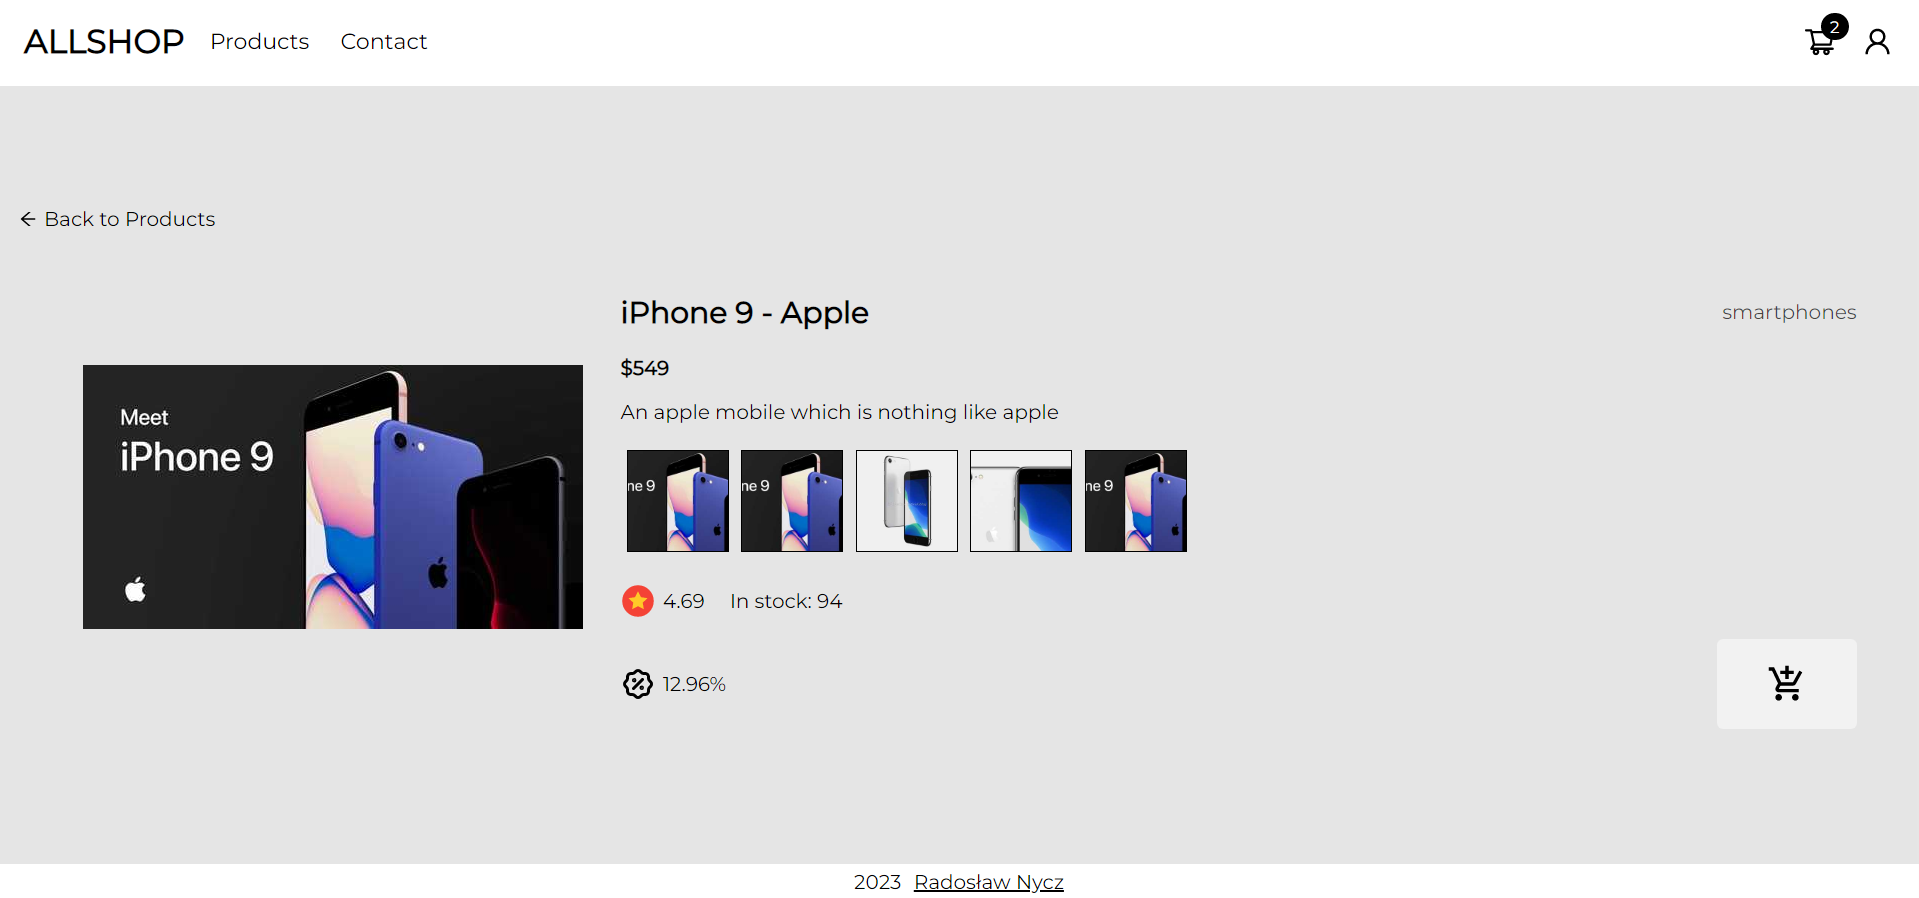 ALLSHOP Products Contact 2
Back to Products
iPhone 9 - Apple smartphones
$549
An apple mobile which is nothing like apple
Meet
iPhone 9
ne 9 ne 9 ne 9
4.69 In stock: 94
12.96%
2023 Radosław Nycz